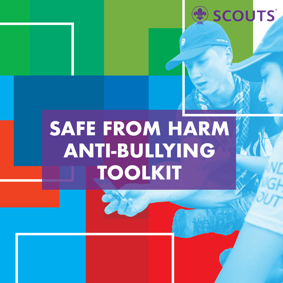 SCOUTS
SAFE FROM HARM
ANTI-BULLYING
TOOLKIT